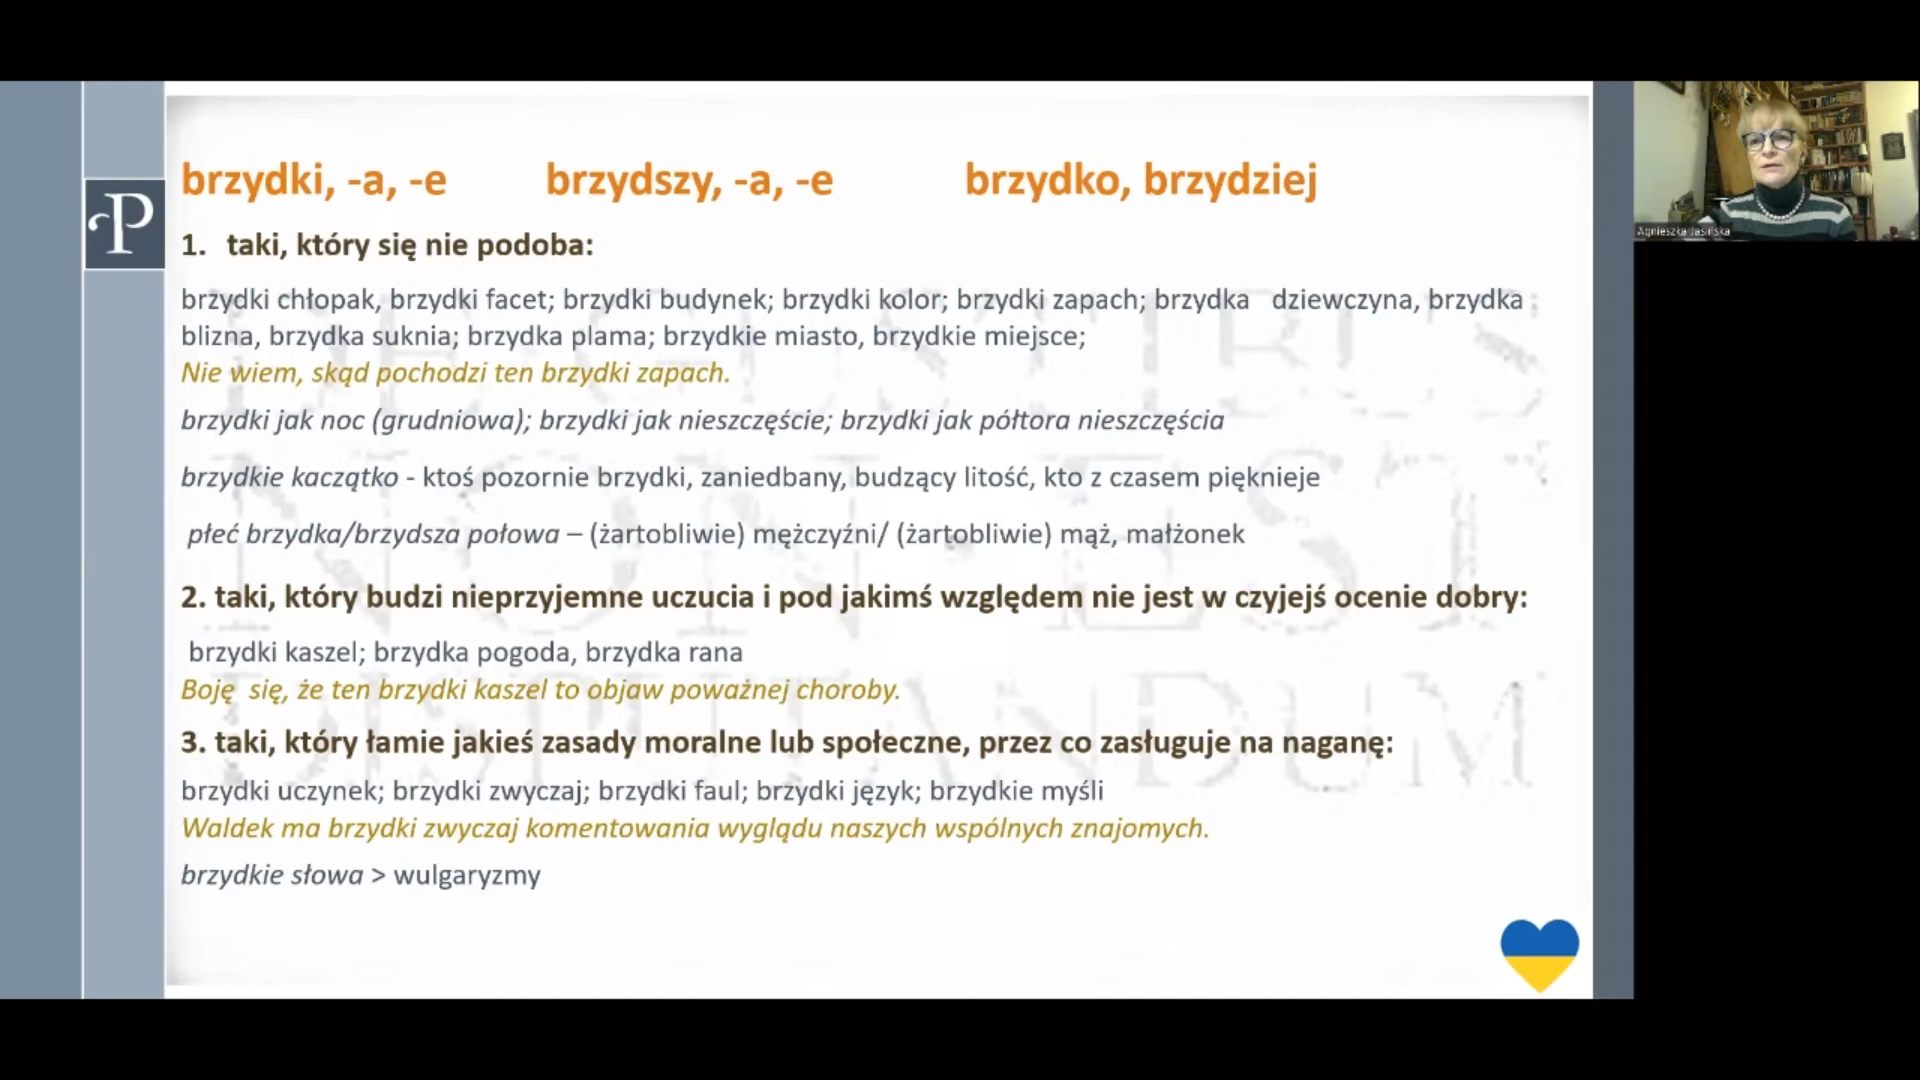 brzydki, -a, -e brzydszy, -a, -e brzydko, brzydziej
1. taki, który się nie podoba:
brzydki chłopak, brzydki facet; brzydki budynek; brzydki kolor; brzydki zapach; brzydka dziewczyna, brzydka
blizna, brzydka suknia; brzydka plama; brzydkie miasto, brzydkie miejsce;
Nie wiem, skąd pochodzi ten brzydki zapach.
brzydki jak noc (grudniowa); brzydki jak nieszczęście; brzydki jak półtora nieszczęścia
brzydkie kaczątko - ktoś pozornie brzydki, zaniedbany, budzący litość, kto z czasem pięknieje
płeć brzydka/brzydsza połowa – (żartobliwie) mężczyźni/ (żartobliwie) mąż, małżonek
2. taki, który budzi nieprzyjemne uczucia i pod jakimś względem nie jest w czyjejś ocenie dobry:
brzydki kaszel; brzydka pogoda, brzydka rana
Boję się, że ten brzydki kaszel to objaw poważnej choroby.
3. taki, który łamie jakieś zasady moralne lub społeczne, przez co zasługuje na naganę:
brzydki uczynek; brzydki zwyczaj; brzydki faul; brzydki język; brzydkie myśli
Waldek ma brzydki zwyczaj komentowania wyglądu naszych wspólnych znajomych.
brzydkie słowa > wulgaryzmy
DE GUSTIBUS
NON EST
DISPUTANDUM
P
Agnieszka Jasińska